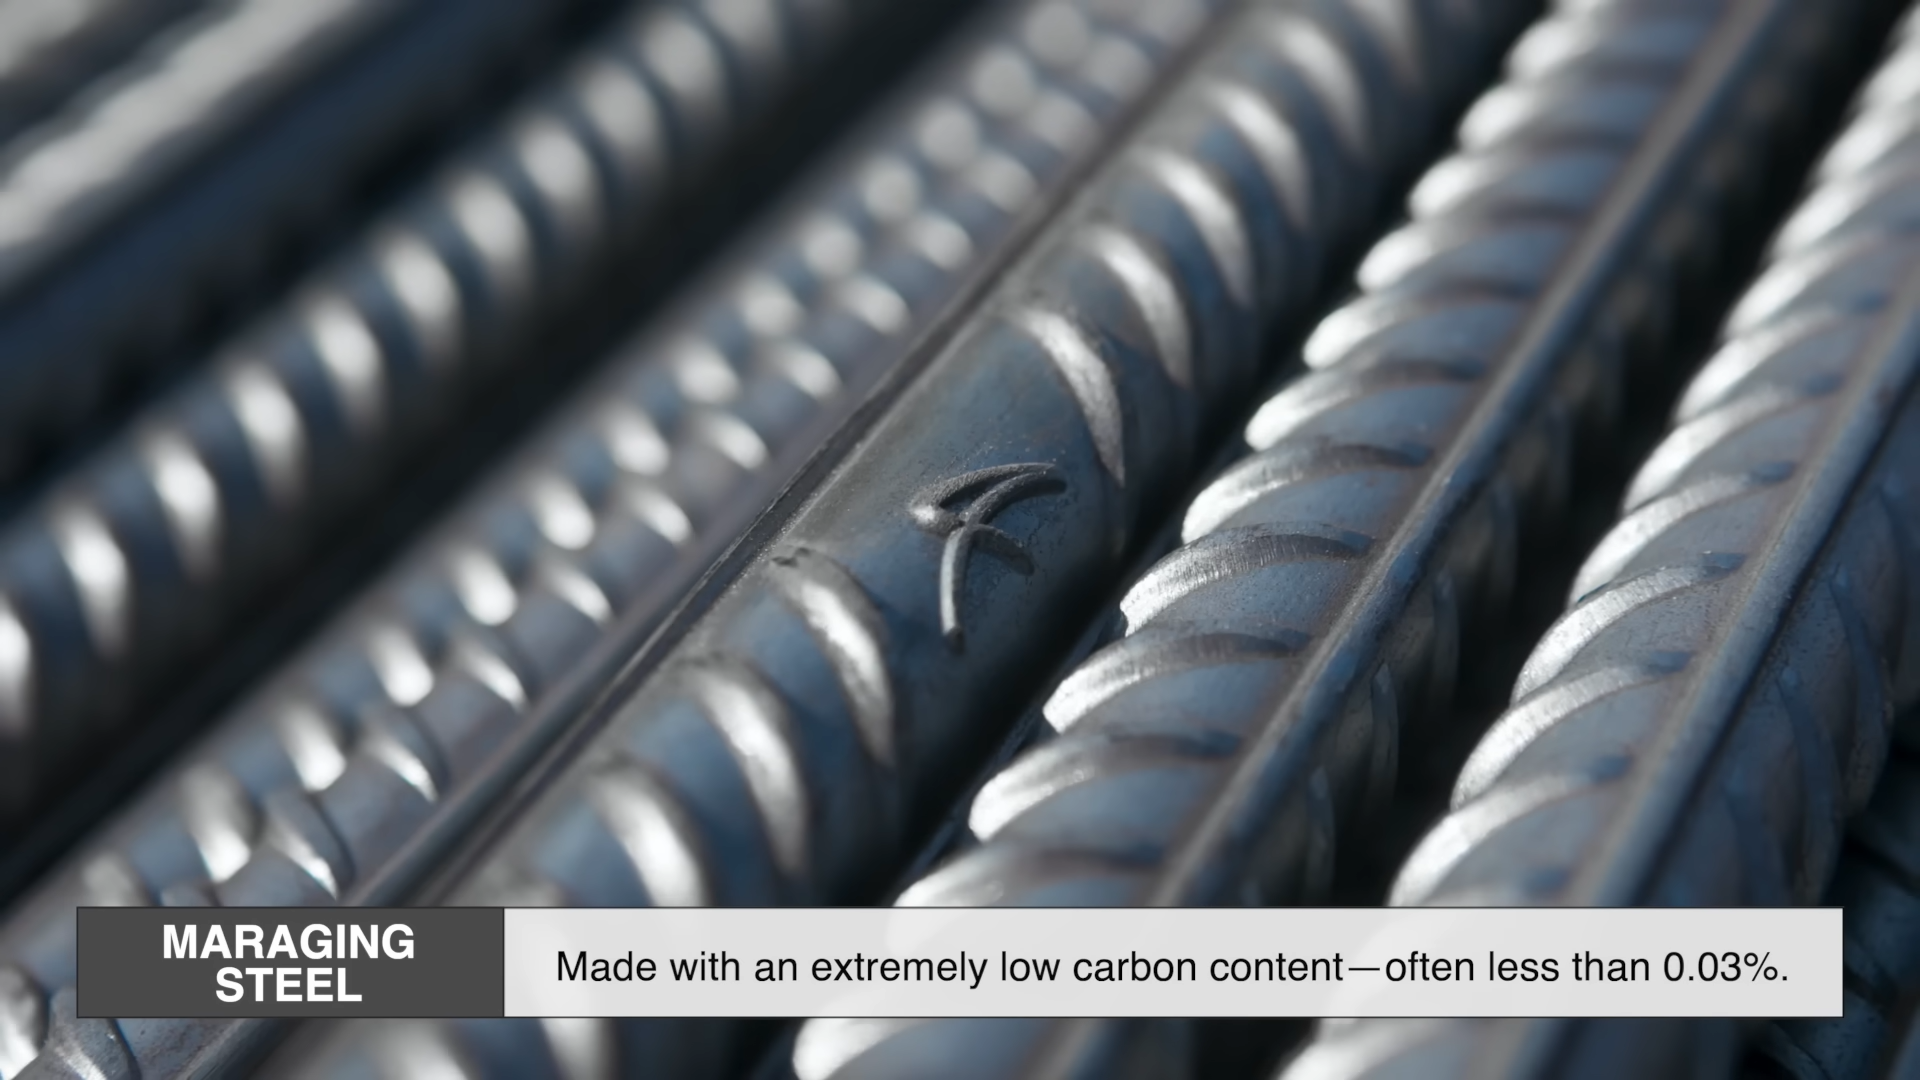 MARAGING
STEEL
Made with an extremely low carbon content—often less than 0.03%.